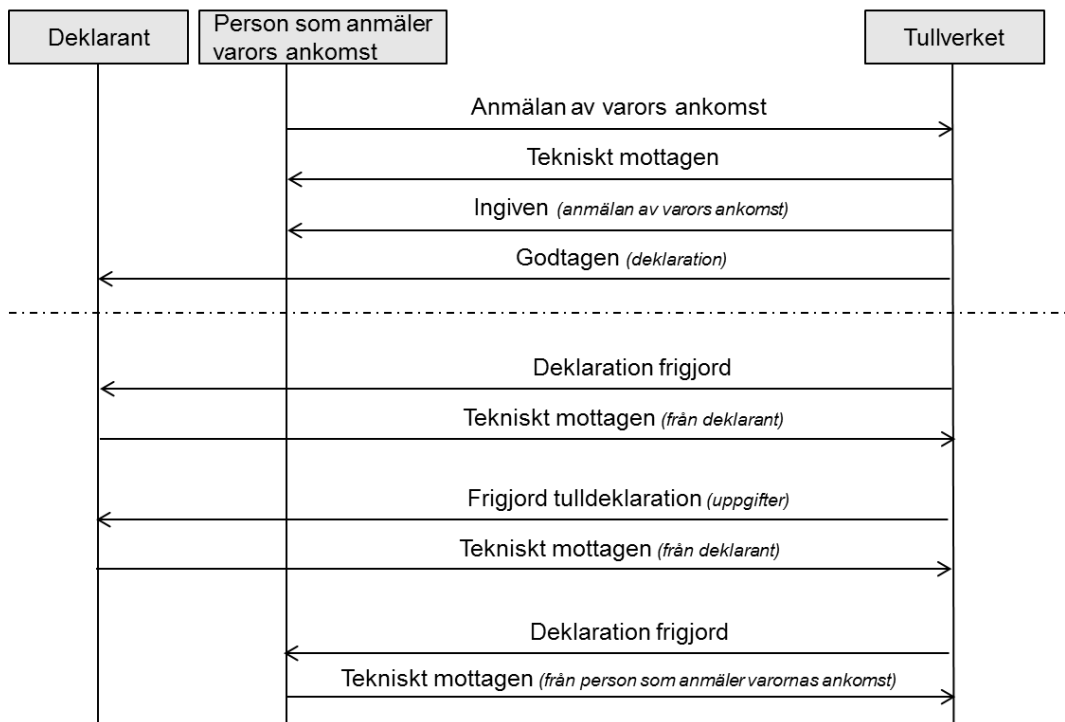 Deklarant
Person som anmäler
varors ankomst
Tullverket
Anmälan av varors ankomst
Tekniskt mottagen
Ingiven (anmälan av varors ankomst)
Godtagen (deklaration)
Deklaration frigjord
Tekniskt mottagen (från deklarant)
Frigjord tulldeklaration (uppgifter)
Tekniskt mottagen (från deklarant)
Deklaration frigjord
Tekniskt mottagen (från person som anmäler varornas ankomst)